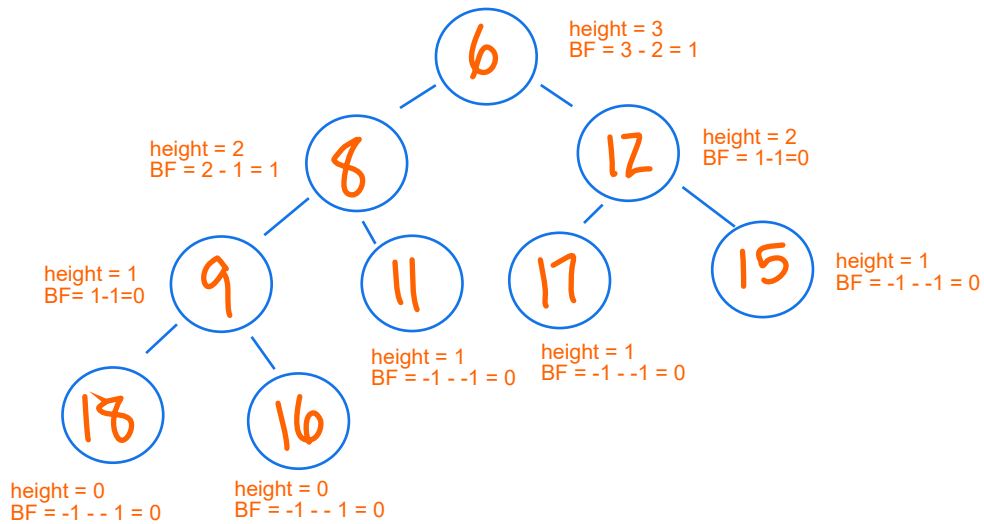 6
height = 3
BF = 3 - 2 = 1
height = 2
BF = 2 - 1 = 1
8
12
height = 2
BF = 1-1=0
height = 1
BF= 1-1=0
9
11
17
15
height = 1
BF = -1 - -1 = 0
height = 1
BF = -1 - -1 = 0
height = 1
BF = -1 - -1 = 0
18
16
height = 0
BF = -1 - - 1 = 0
height = 0
BF = -1 - - 1 = 0